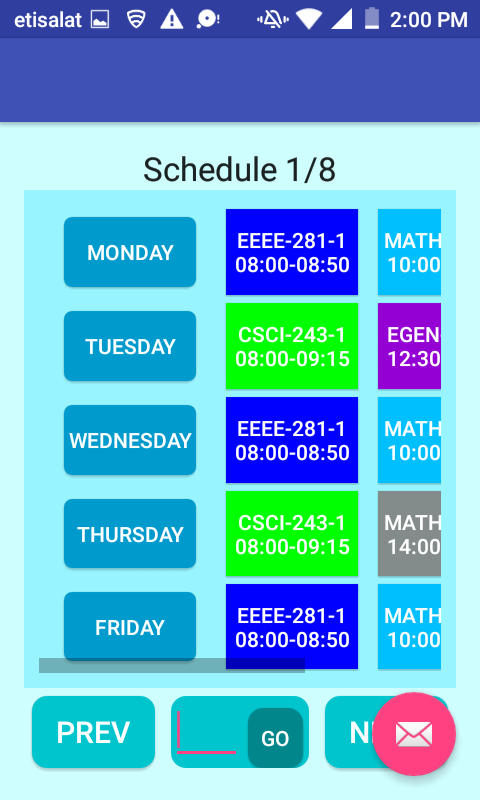 etisalat 2:00 PM
Schedule 1/8
MONDAY
EEEE-281-1
08:00-08:50
MATH
10:00
TUESDAY
CSCI-243-1
08:00-09:15
EGEN-
12:30
WEDNESDAY
EEEE-281-1
08:00-08:50
MATH
10:00
THURSDAY
CSCI-243-1
08:00-09:15
MATH
14:00
FRIDAY
EEEE-281-1
08:00-08:50
MATH
10:00
PREV
GO